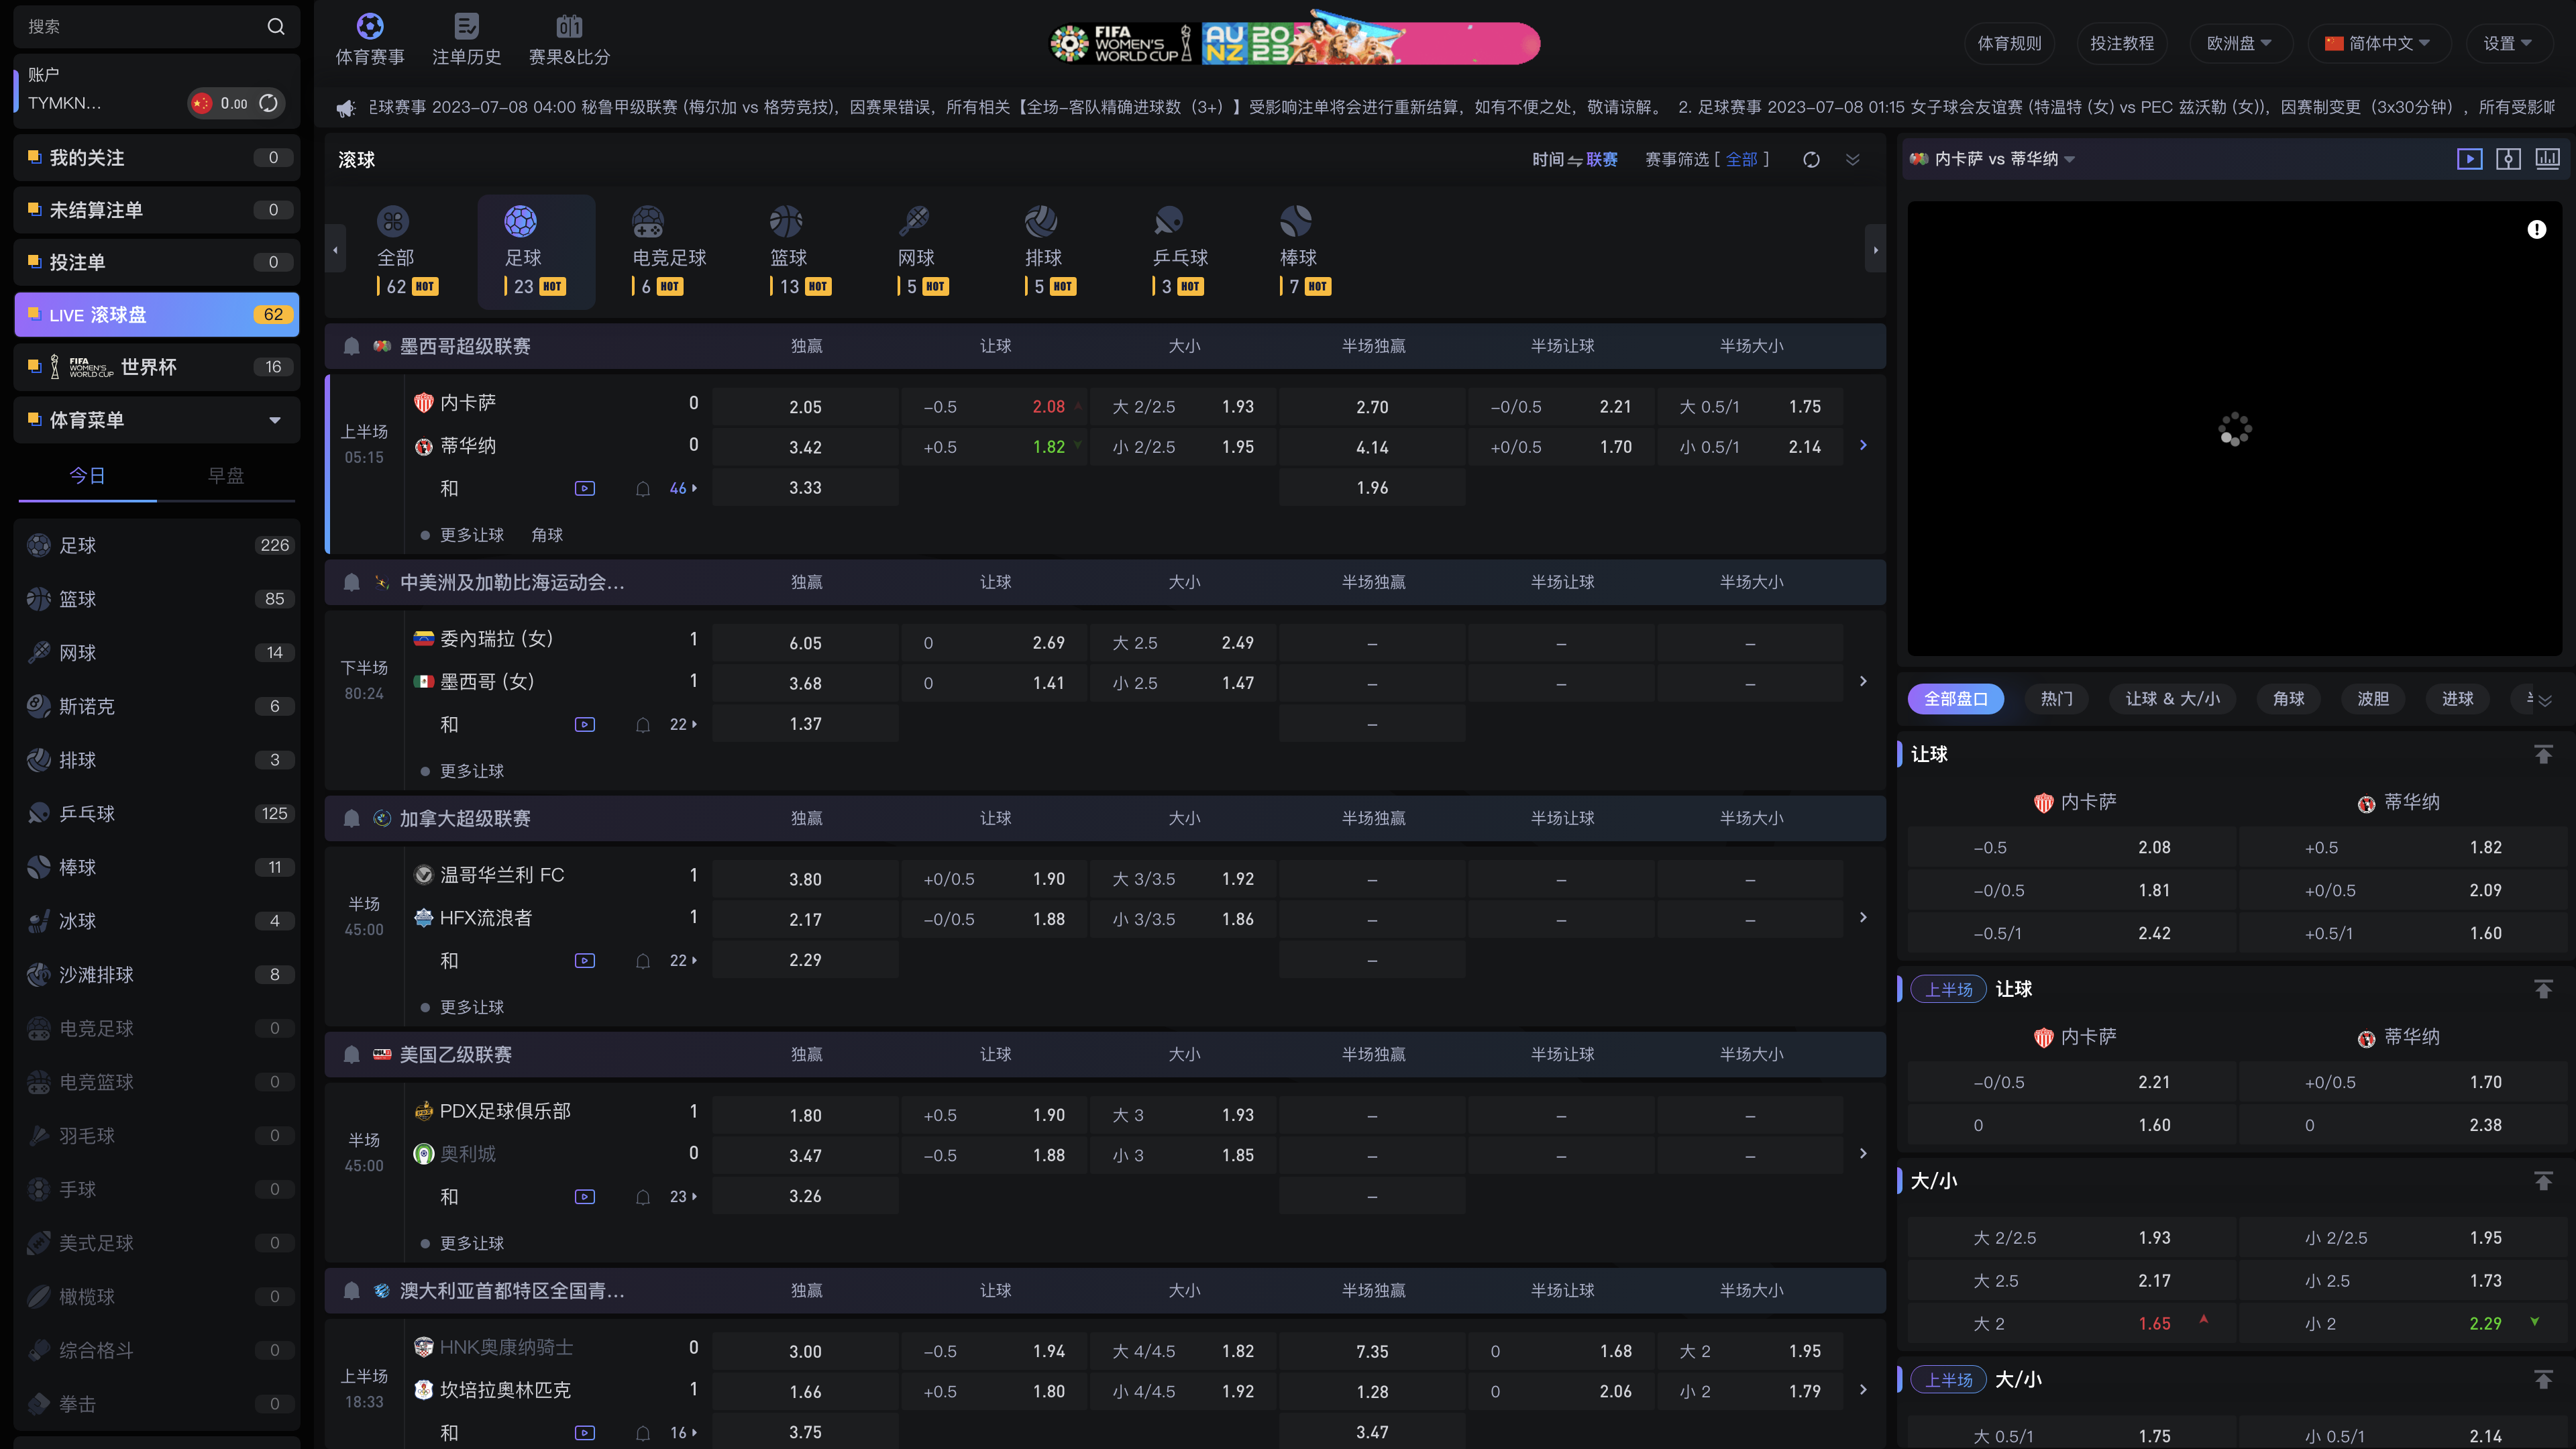 搜索
账户
TYMKN...
0.00
我的关注 0
未结算注单 0
投注单 0
LIVE 滚球盘 62
FIFA WOMEN'S WORLD CUP 世界杯 16
体育菜单
今日 早盘
足球 226
篮球 85
网球 14
斯诺克 6
排球 3
乒乓球 125
棒球 11
冰球 4
沙滩排球 8
电竞足球 0
电竞篮球 0
羽毛球 0
手球 0
美式足球 0
橄榄球 0
综合格斗 0
拳击 0
体育赛事 注单历史 赛果&比分
FIFA WOMEN'S WORLD CUP AU NZ 2023
体育规则 投注教程 欧洲盘 简体中文 设置
足球赛事 2023-07-08 04:00 秘鲁甲级联赛 (梅尔加 vs 格劳竞技)，因赛果错误，所有相关【全场-客队精确进球数（3+）】受影响注单将会进行重新结算，如有不便之处，敬请谅解。 2. 足球赛事 2023-07-08 01:15 女子球会友谊赛 (特温特 (女) vs PEC 兹沃勒 (女))，因赛制变更（3x30分钟），所有受影响
滚球 时间 联赛 赛事筛选 [ 全部 ]
全部 足球 电竞足球 篮球 网球 排球 乒乓球 棒球
62 HOT 23 HOT 6 HOT 13 HOT 5 HOT 5 HOT 3 HOT 7 HOT
墨西哥超级联赛 独赢 让球 大小 半场独赢 半场让球 半场大小
上半场 05:15
内卡萨 0 2.05 -0.5 2.08 大 2/2.5 1.93 2.70 -0/0.5 2.21 大 0.5/1 1.75
蒂华纳 0 3.42 +0.5 1.82 小 2/2.5 1.95 4.14 +0/0.5 1.70 小 0.5/1 2.14
和 46 3.33 1.96
更多让球 角球
中美洲及加勒比海运动会... 独赢 让球 大小 半场独赢 半场让球 半场大小
下半场 80:24
委內瑞拉 (女) 1 6.05 0 2.69 大 2.5 2.49 – – –
墨西哥 (女) 1 3.68 0 1.41 小 2.5 1.47 – – –
和 22 1.37 –
更多让球
加拿大超级联赛 独赢 让球 大小 半场独赢 半场让球 半场大小
半场 45:00
温哥华兰利 FC 1 3.80 +0/0.5 1.90 大 3/3.5 1.92 – – –
HFX流浪者 1 2.17 -0/0.5 1.88 小 3/3.5 1.86 – – –
和 22 2.29 –
更多让球
美国乙级联赛 独赢 让球 大小 半场独赢 半场让球 半场大小
半场 45:00
PDX足球俱乐部 1 1.80 +0.5 1.90 大 3 1.93 – – –
奥利城 0 3.47 -0.5 1.88 小 3 1.85 – – –
和 23 3.26 –
更多让球
澳大利亚首都特区全国青... 独赢 让球 大小 半场独赢 半场让球 半场大小
上半场 18:33
HNK奥康纳骑士 0 3.00 -0.5 1.94 大 4/4.5 1.82 7.35 0 1.68 大 2 1.95
坎培拉奥林匹克 1 1.66 +0.5 1.80 小 4/4.5 1.92 1.28 0 2.06 小 2 1.79
和 16 3.75 3.47
内卡萨 vs 蒂华纳
全部盘口 热门 让球 & 大/小 角球 波胆 进球
让球
内卡萨 蒂华纳
-0.5 2.08 +0.5 1.82
-0/0.5 1.81 +0/0.5 2.09
-0.5/1 2.42 +0.5/1 1.60
上半场 让球
内卡萨 蒂华纳
-0/0.5 2.21 +0/0.5 1.70
0 1.60 0 2.38
大/小
大 2/2.5 1.93 小 2/2.5 1.95
大 2.5 2.17 小 2.5 1.73
大 2 1.65 小 2 2.29
上半场 大/小
大 0.5/1 1.75 小 0.5/1 2.14